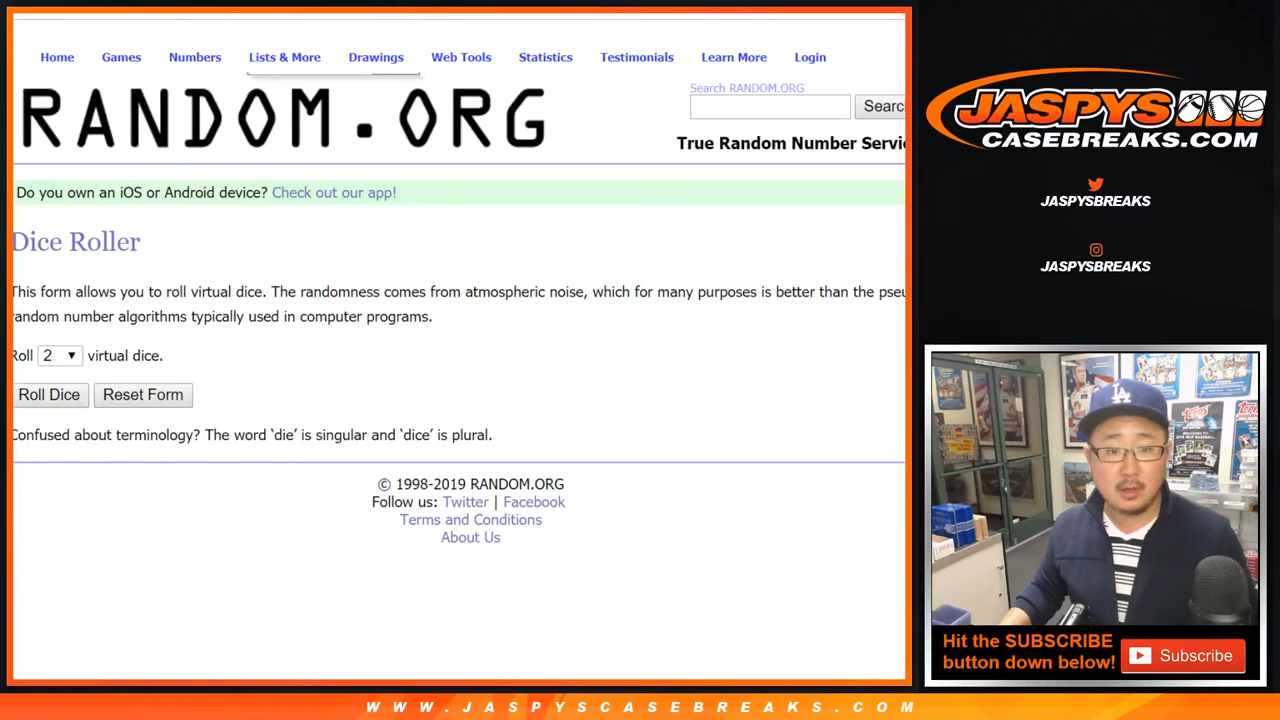 Home Games Numbers Lists & More Drawings Web Tools Statistics Testimonials Learn More Login
Search RANDOM.ORG
RANDOM.ORG
Searc
True Random Number Servi
Do you own an iOS or Android device? Check out our app!
Dice Roller
This form allows you to roll virtual dice. The randomness comes from atmospheric noise, which for many purposes is better than the pseu
random number algorithms typically used in computer programs.
Roll 2 virtual dice.
Roll Dice Reset Form
Confused about terminology? The word ‘die’ is singular and ‘dice’ is plural.
© 1998-2019 RANDOM.ORG
Follow us: Twitter | Facebook
Terms and Conditions
About Us
JASPYS
CASEBREAKS.COM
JASPYSBREAKS
JASPYSBREAKS
LA
Topps
Hit the SUBSCRIBE
button down below!
Subscribe
WWW.JASPYSCASEBREAKS.COM